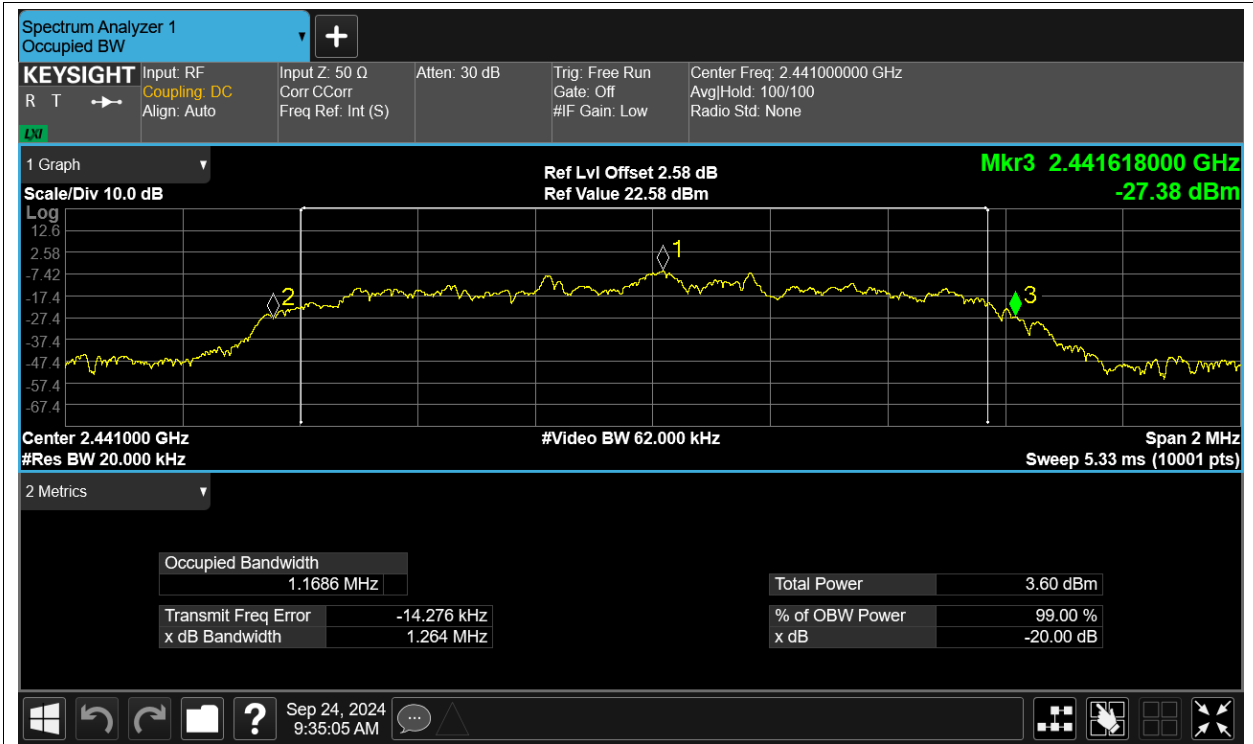 Spectrum Analyzer 1
Occupied BW
KEYSIGHT
R T
LXI
Input: RF
Coupling: DC
Align: Auto
Input Z: 50 Ω
Corr CCorr
Freq Ref: Int (S)
Atten: 30 dB
Trig: Free Run
Gate: Off
#IF Gain: Low
Center Freq: 2.441000000 GHz
Avg|Hold: 100/100
Radio Std: None
1 Graph
Scale/Div 10.0 dB
Ref Lvl Offset 2.58 dB
Ref Value 22.58 dBm
Mkr3 2.441618000 GHz
-27.38 dBm
Log
12.6
2.58
-7.42
-17.4
-27.4
-37.4
-47.4
-57.4
-67.4
1
2
3
Center 2.441000 GHz
#Res BW 20.000 kHz
#Video BW 62.000 kHz
Span 2 MHz
Sweep 5.33 ms (10001 pts)
2 Metrics
Occupied Bandwidth
1.1686 MHz
Transmit Freq Error -14.276 kHz
x dB Bandwidth 1.264 MHz
Total Power 3.60 dBm
% of OBW Power 99.00 %
x dB -20.00 dB
?
Sep 24, 2024
9:35:05 AM